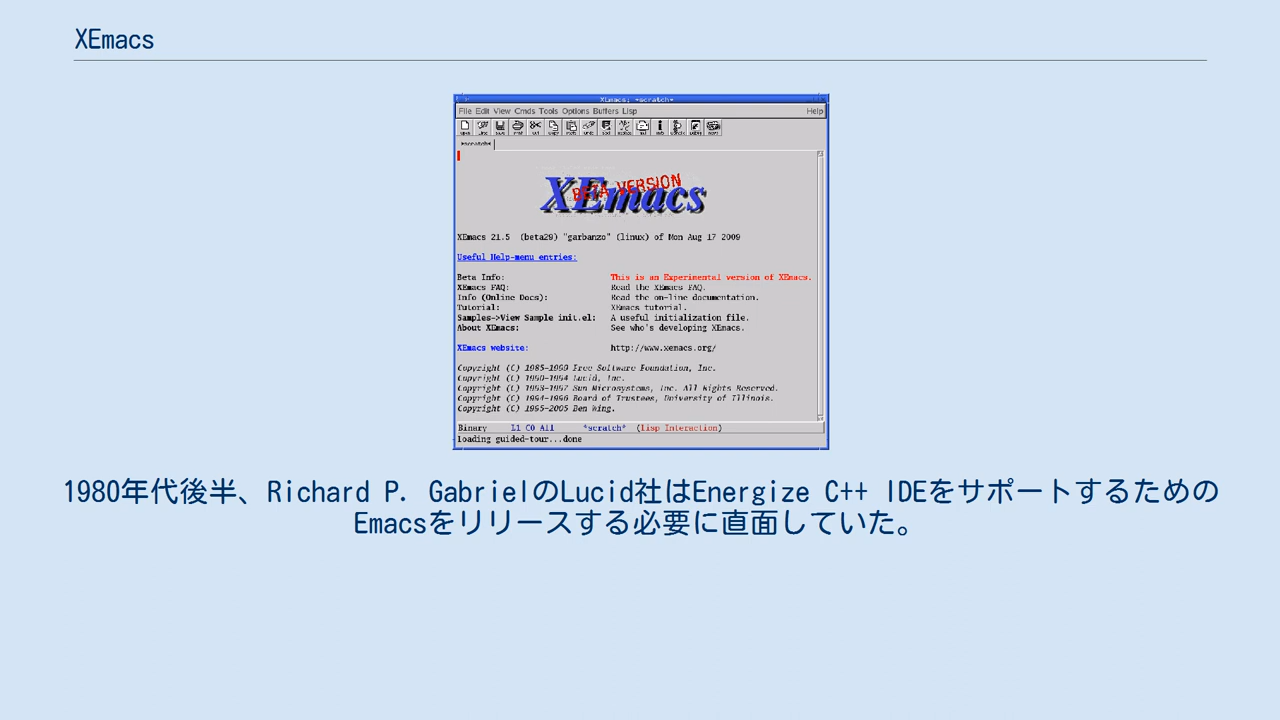 XEmacs
XEmacs: *scratch*
File Edit View Cmds Tools Options Buffers Lisp Help
*scratch*
XEmacs
BETA VERSION
XEmacs 21.5 (beta29) "garbanzo" (linux) of Mon Aug 17 2009
Useful Help-menu entries:
Beta Info: This is an Experimental version of XEmacs.
XEmacs FAQ: Read the XEmacs FAQ.
Info (Online Docs): Read the on-line documentation.
Tutorial: XEmacs tutorial.
Samples->View Sample init.el: A useful initialization file.
About XEmacs: See who's developing XEmacs.
XEmacs website: http://www.xemacs.org/
Copyright (C) 1985-1999 Free Software Foundation, Inc.
Copyright (C) 1990-1994 Lucid, Inc.
Copyright (C) 1993-1997 Sun Microsystems, Inc. All Rights Reserved.
Copyright (C) 1994-1996 Board of Trustees, University of Illinois.
Copyright (C) 1995-2005 Ben Wing.
Binary L1 C0 All *scratch* (Lisp Interaction)
loading guided-tour...done
1980年代後半、Richard P. GabrielのLucid社はEnergize C++ IDEをサポートするための
Emacsをリリースする必要に直面していた。